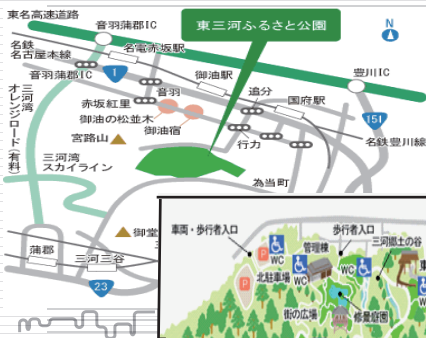 東名高速道路
音羽蒲郡IC
東三河ふるさと公園
N
名鉄
名古屋本線
名電赤坂駅
音羽蒲郡IC
1
御油駅
豊川IC
音羽
追分
国府駅
赤坂紅里
御油の松並木
151
三河湾
オレンジロード(有料)
御油宿
行力
名鉄豊川線
宮路山
三河湾
スカイライン
為当町
御堂
蒲郡
三河三谷
23
車両・歩行者入口
歩行者入口
管理棟
三河郷土の谷
P
WC
WC
WC
北駐車場
P
街の広場
修景庭園